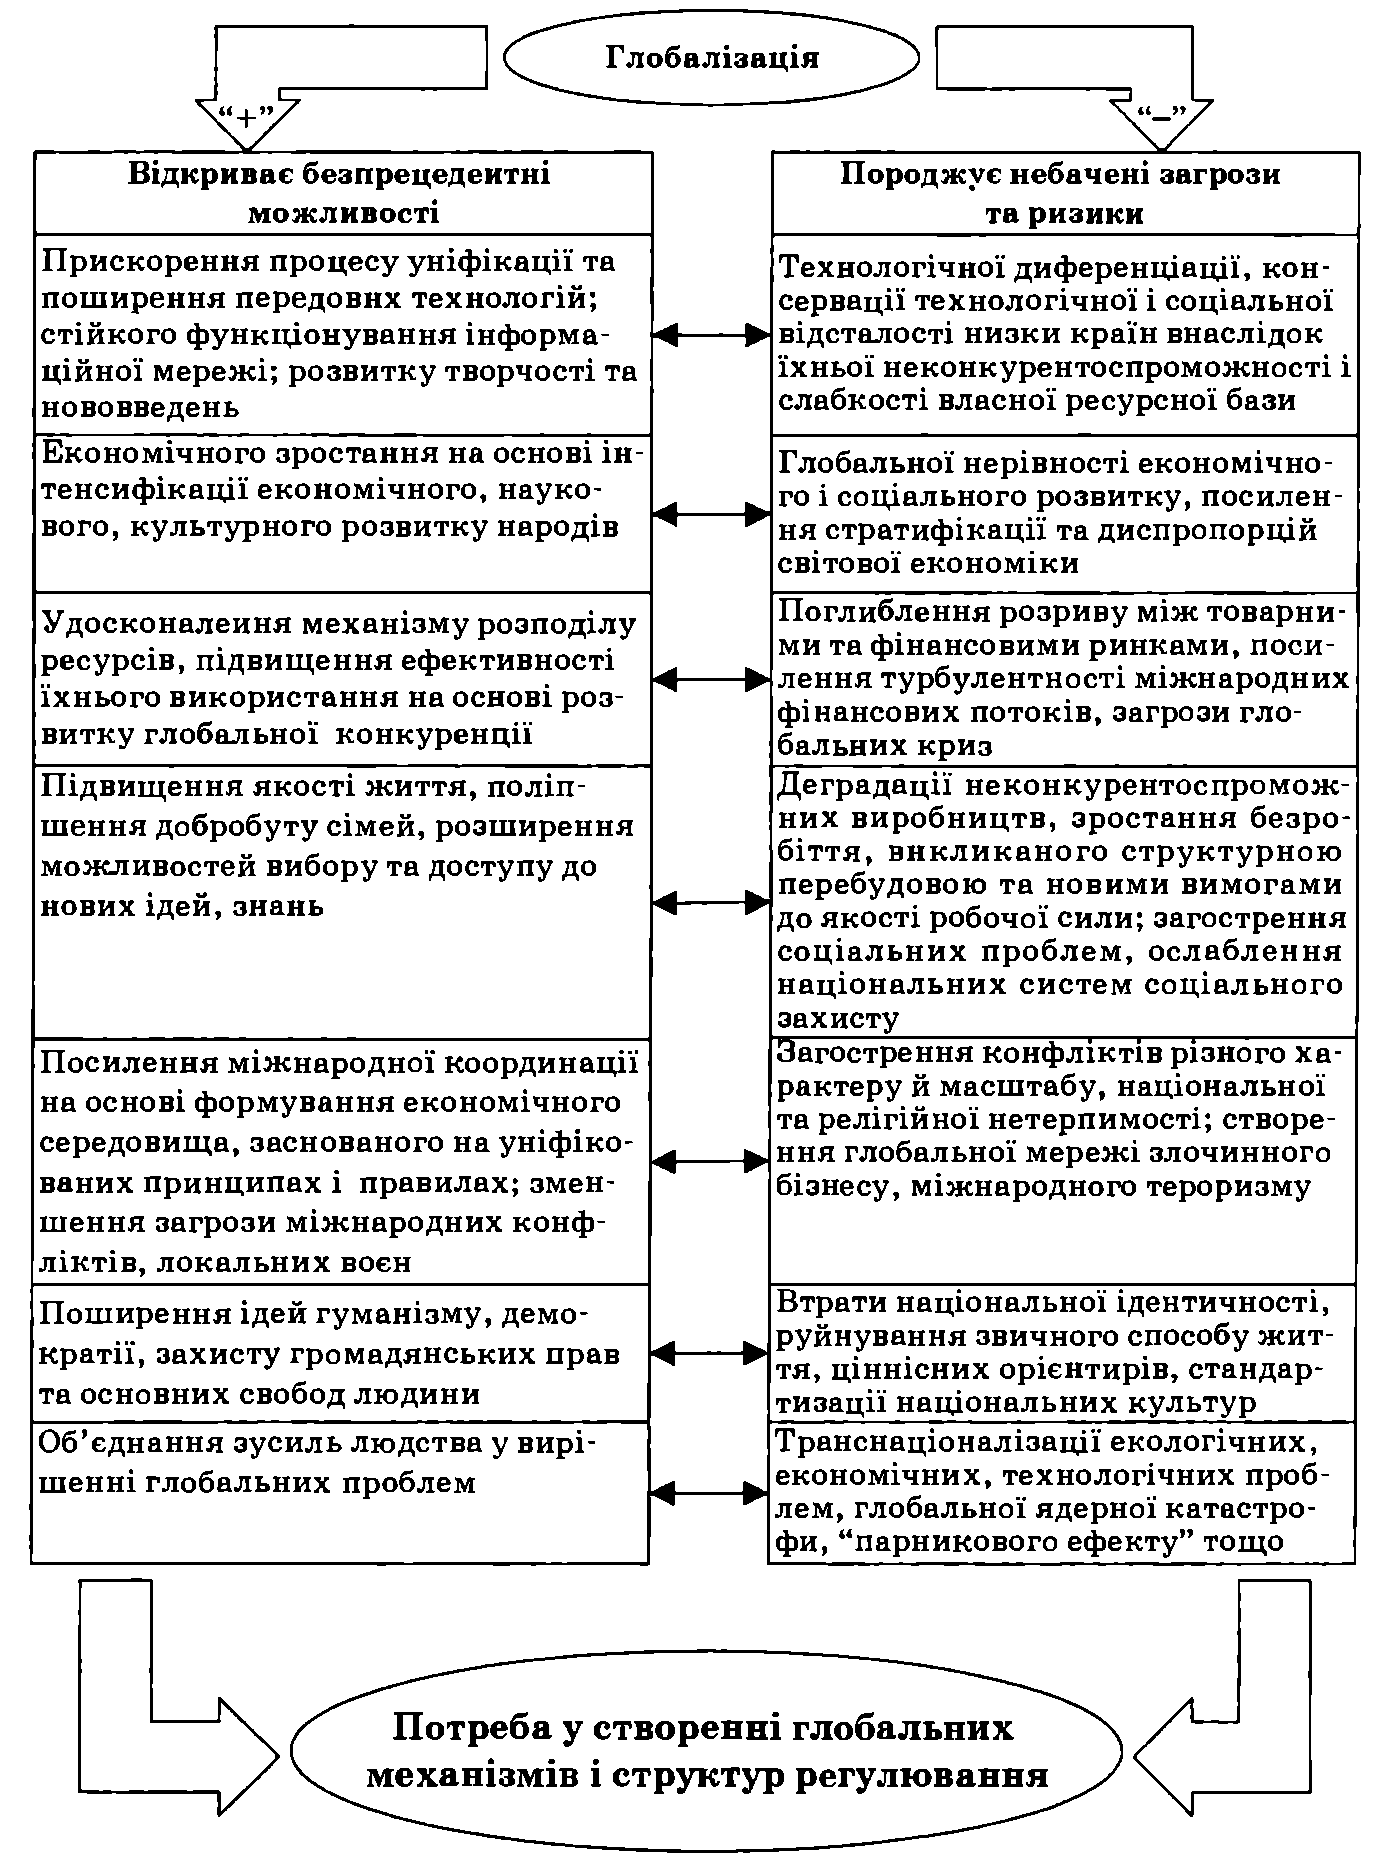 Глобалізація
“+”
“–”
Відкриває безпрецедеитні
можливості
Прискорення процесу уніфікації та
поширення передовнх технологій;
стійкого функціонування інформа-
ційної мережі; розвитку творчості та
нововведень
Економічного зростання на основі ін-
тенсифікації економічного, науко-
вого, культурного розвитку народів
Удосконалеиня механізму розподілу
ресурсів, підвищення ефективності
їхнього використання на основі роз-
витку глобальної конкуренції
Підвищення якості життя, поліп-
шення добробуту сімей, розширення
можливостей вибору та доступу до
нових ідей, знань
Посилення міжнародної координації
на основі формування економічного
середовища, заснованого на уніфіко-
ваних принципах і правилах; змен-
шення загрози міжнародних конф-
ліктів, локальних воєн
Поширення ідей гуманізму, демо-
кратії, захисту громадянських прав
та основних свобод людини
Об’єднання зусиль людства у вирі-
шенні глобальних проблем
Породжує небачені загрози
та ризики
Технологічної диференціації, кон-
сервації технологічної і соціальної
відсталості низки країн внаслідок
їхньої неконкурентоспроможності і
слабкості власної ресурсної бази
Глобальної нерівності економічно-
го і соціального розвитку, посилен-
ня стратифікації та диспропорцій
світової економіки
Поглиблення розриву між товарни-
ми та фінансовими ринками, поси-
лення турбулентності міжнародних
фінансових потоків, загрози гло-
бальних криз
Деградації неконкурентоспромож-
них виробництв, зростання безро-
біття, внкликаного структурною
перебудовою та новими вимогами
до якості робочої сили; загострення
соціальних проблем, ослаблення
національних систем соціального
захисту
Загострення конфліктів різного ха-
рактеру й масштабу, національної
та релігійної нетерпимості; створе-
ння глобальної мережі злочинного
бізнесу, міжнародного тероризму
Втрати національної ідентичності,
руйнування звичного способу жит-
тя, ціннісних орієнтирів, стандар-
тизації національних культур
Транснаціоналізації екологічних,
економічних, технологічних проб-
лем, глобальної ядерної катастро-
фи, “парникового ефекту” тощо
Потреба у створенні глобальних
механізмів і структур регулювання